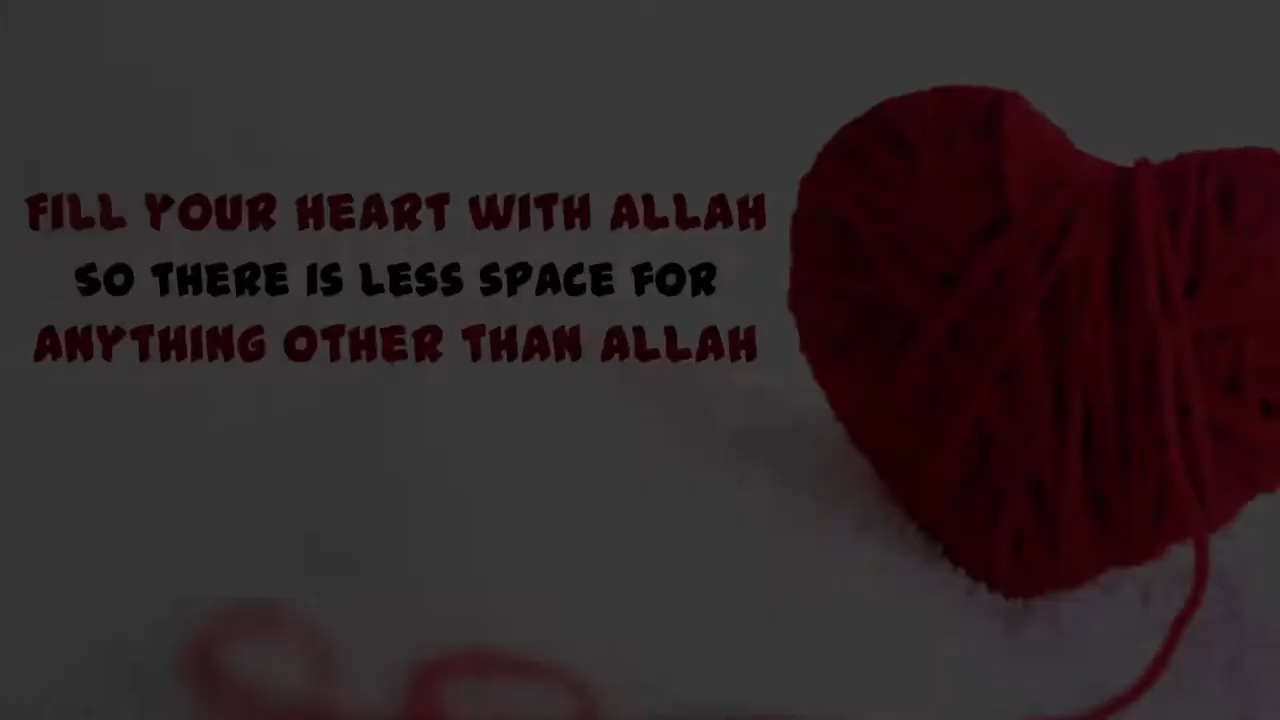 FILL YOUR HEART WITH ALLAH
SO THERE IS LESS SPACE FOR
ANYTHING OTHER THAN ALLAH